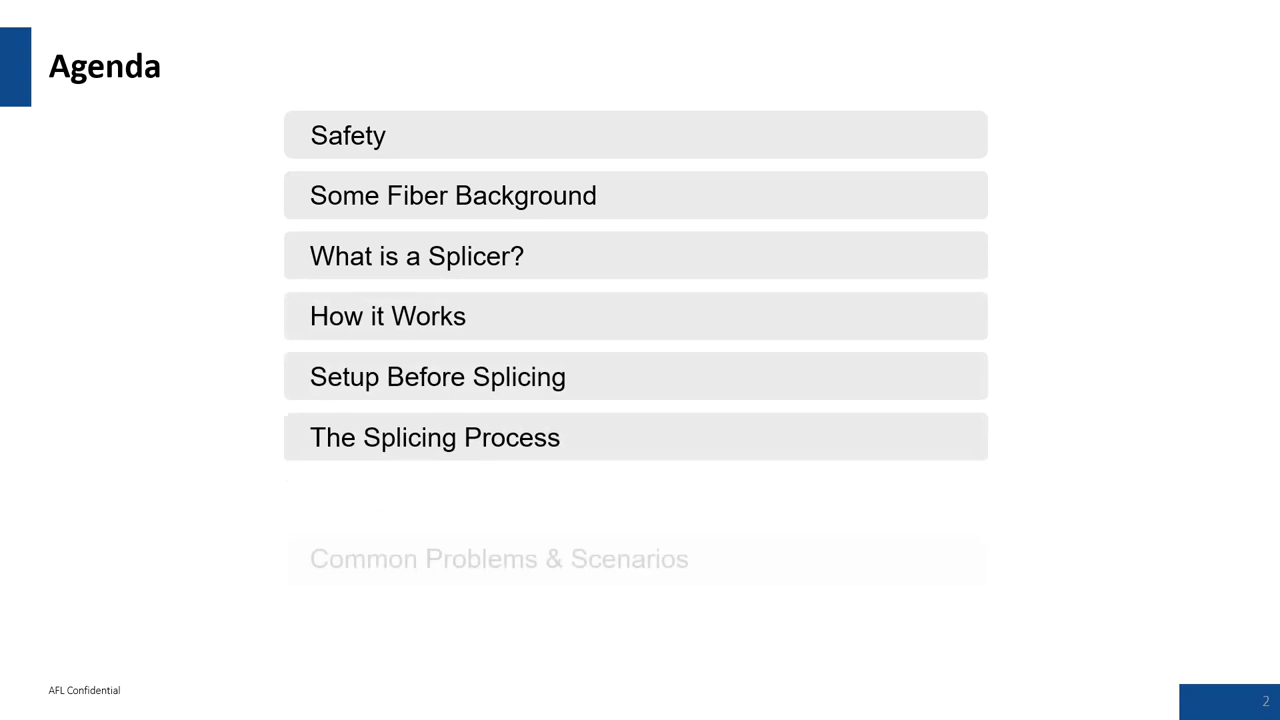 Agenda
Safety
Some Fiber Background
What is a Splicer?
How it Works
Setup Before Splicing
The Splicing Process
Common Problems & Scenarios
AFL Confidential
2